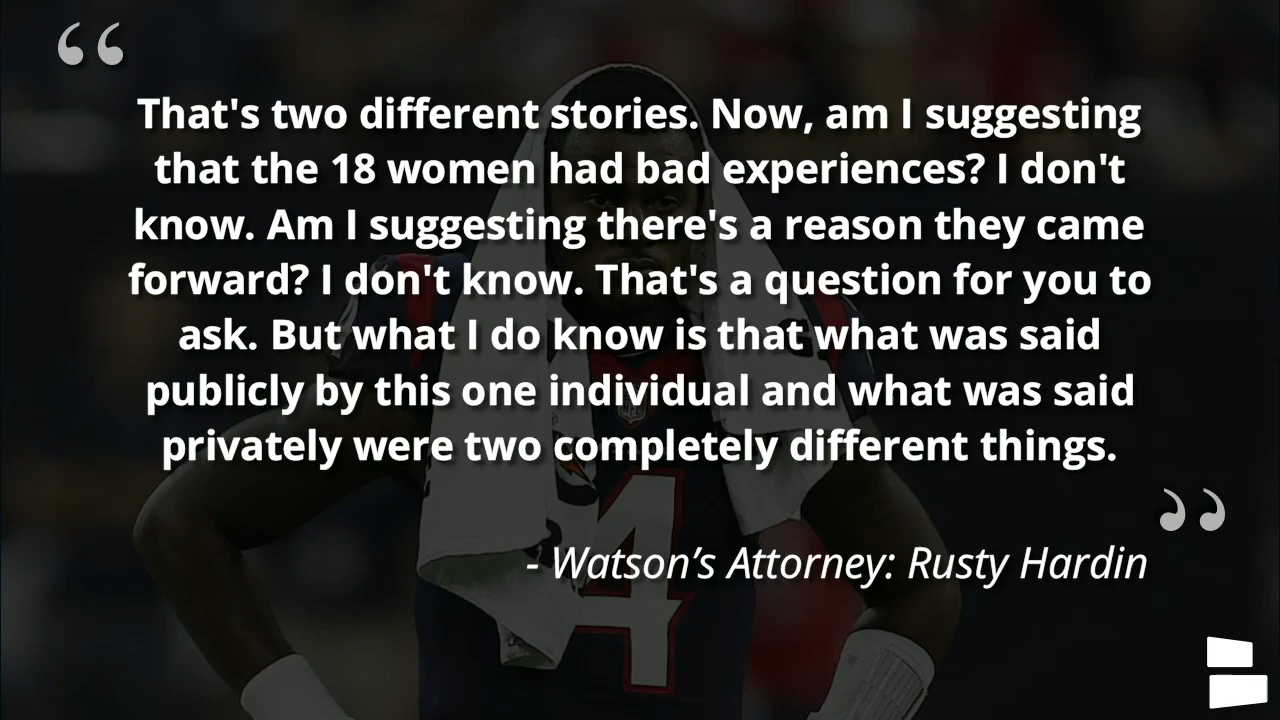 “
That's two different stories. Now, am I suggesting
that the 18 women had bad experiences? I don't
know. Am I suggesting there's a reason they came
forward? I don't know. That's a question for you to
ask. But what I do know is that what was said
publicly by this one individual and what was said
privately were two completely different things.
”
- Watson’s Attorney: Rusty Hardin
4